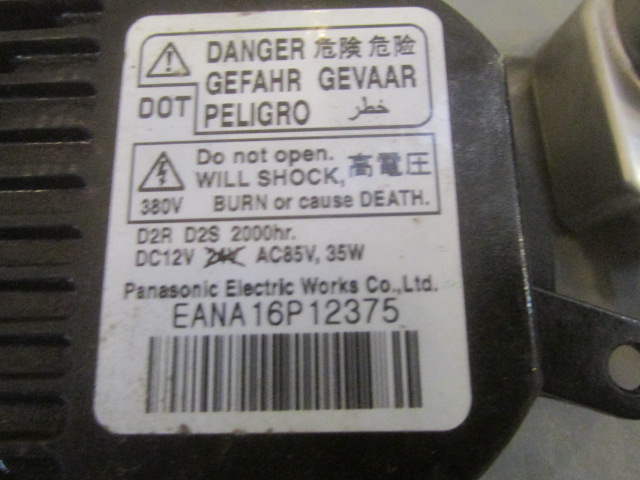 DANGER 危険 危险
GEFAHR GEVAAR
DOT PELIGRO خطر
Do not open.
WILL SHOCK, 高電圧
380V BURN or cause DEATH.
D2R D2S 2000hr.
DC12V 24V AC85V, 35W
Panasonic Electric Works Co.,Ltd.
EANA16P12375